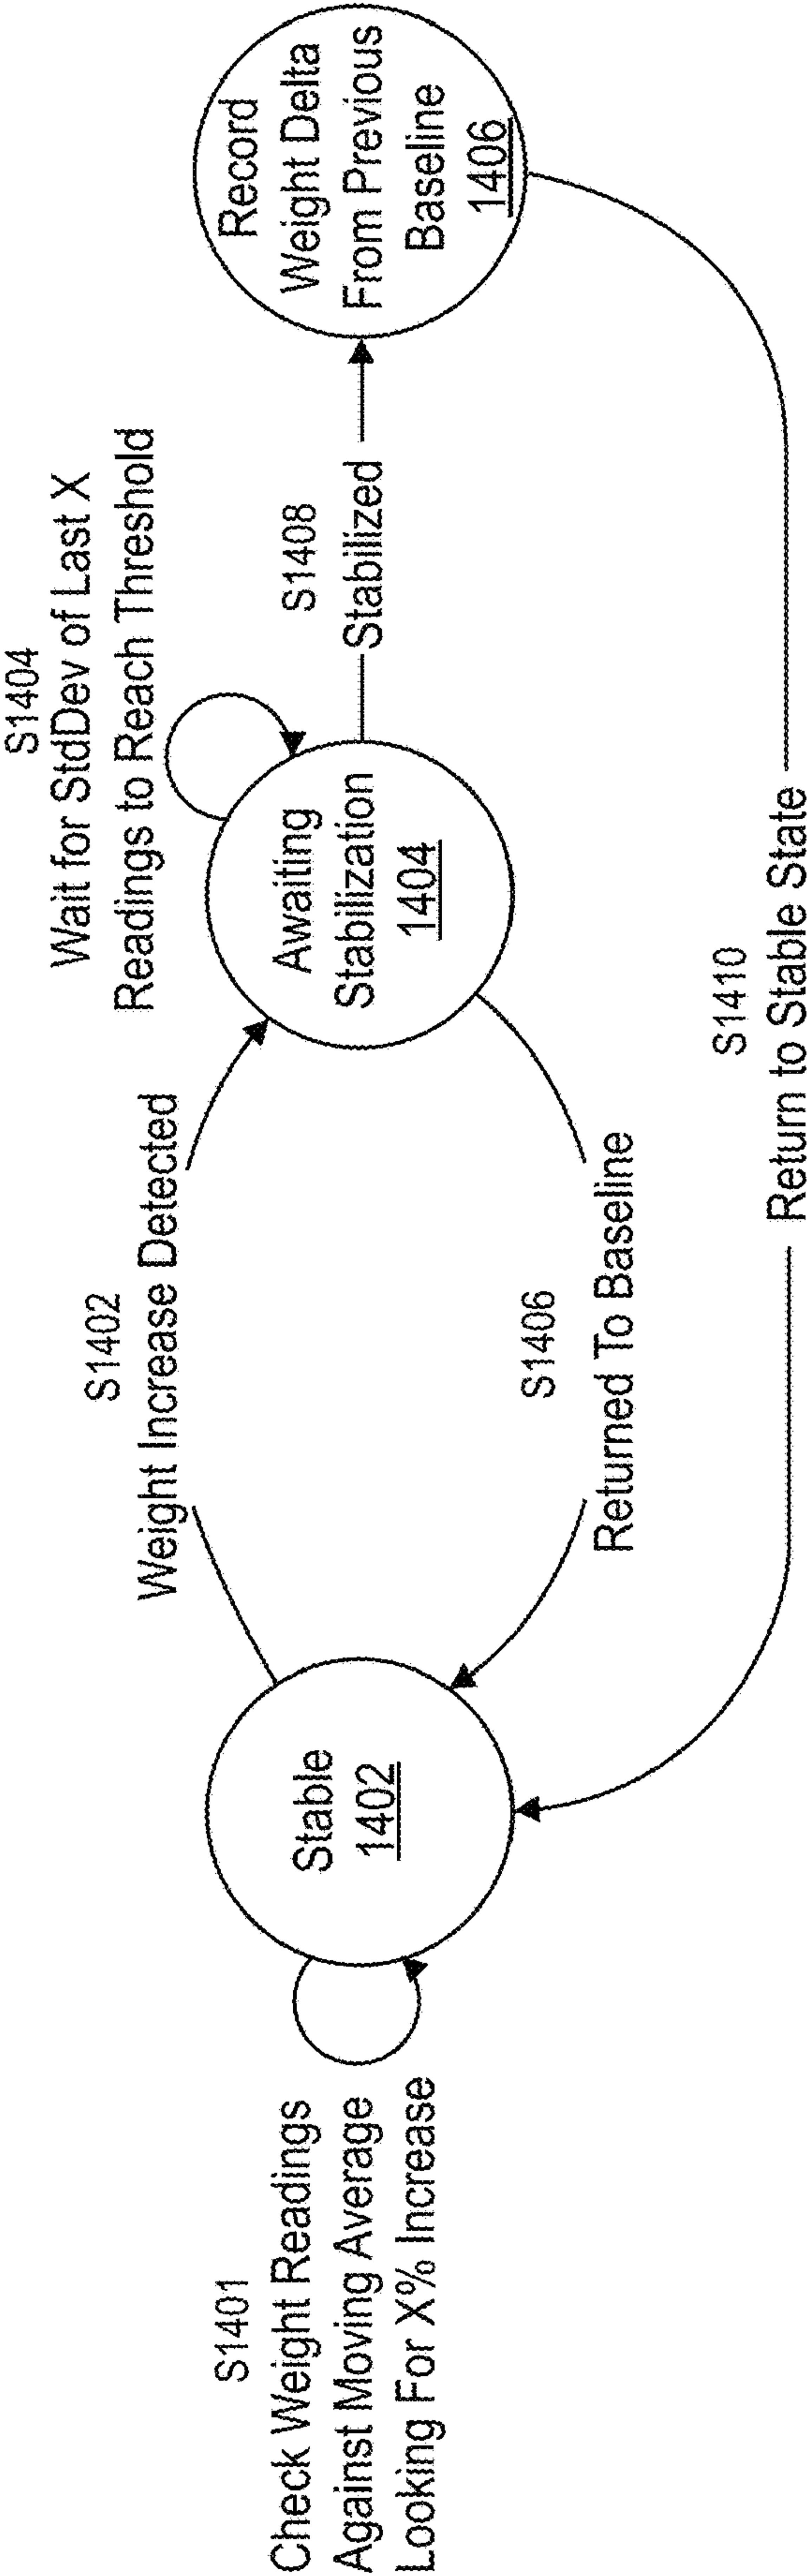 S1401
Check Weight Readings
Against Moving Average
Looking For X% Increase
Stable
1402
S1402
Weight Increase Detected
S1406
Returned To Baseline
S1404
Wait for StdDev of Last X
Readings to Reach Threshold
Awaiting
Stabilization
1404
S1408
Stabilized
Record
Weight Delta
From Previous
Baseline
1406
S1410
Return to Stable State